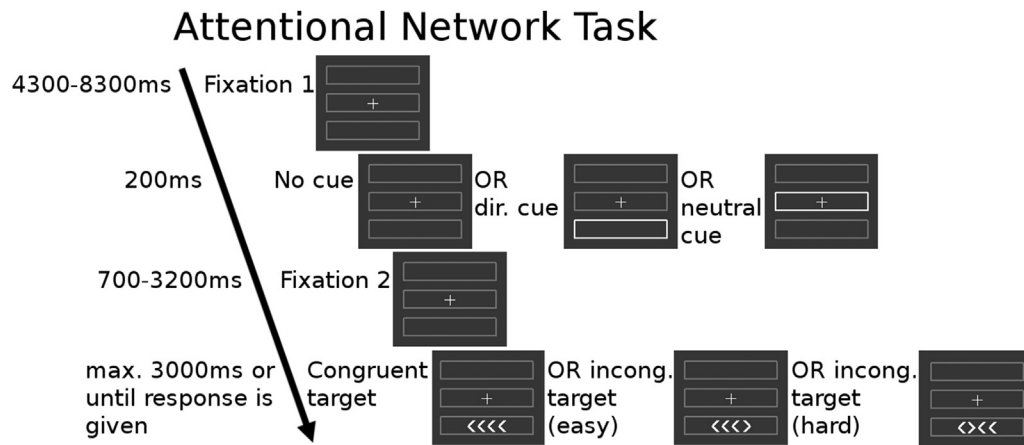 Attentional Network Task
4300-8300ms Fixation 1
200ms No cue OR dir. cue OR neutral cue
700-3200ms Fixation 2
max. 3000ms or until response is given Congruent target <<<< OR incong. target (easy) <<<> OR incong. target (hard) <><<